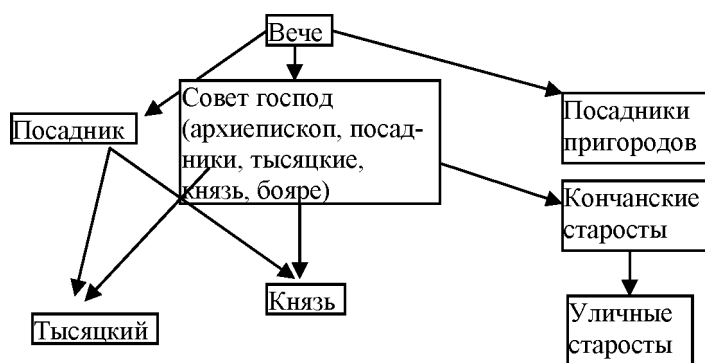 Вече
Совет господ
(архиепископ, посад-
ники, тысяцкие,
князь, бояре)
Посадник
Посадники
пригородов
Кончанские
старосты
Князь
Тысяцкий
Уличные
старосты